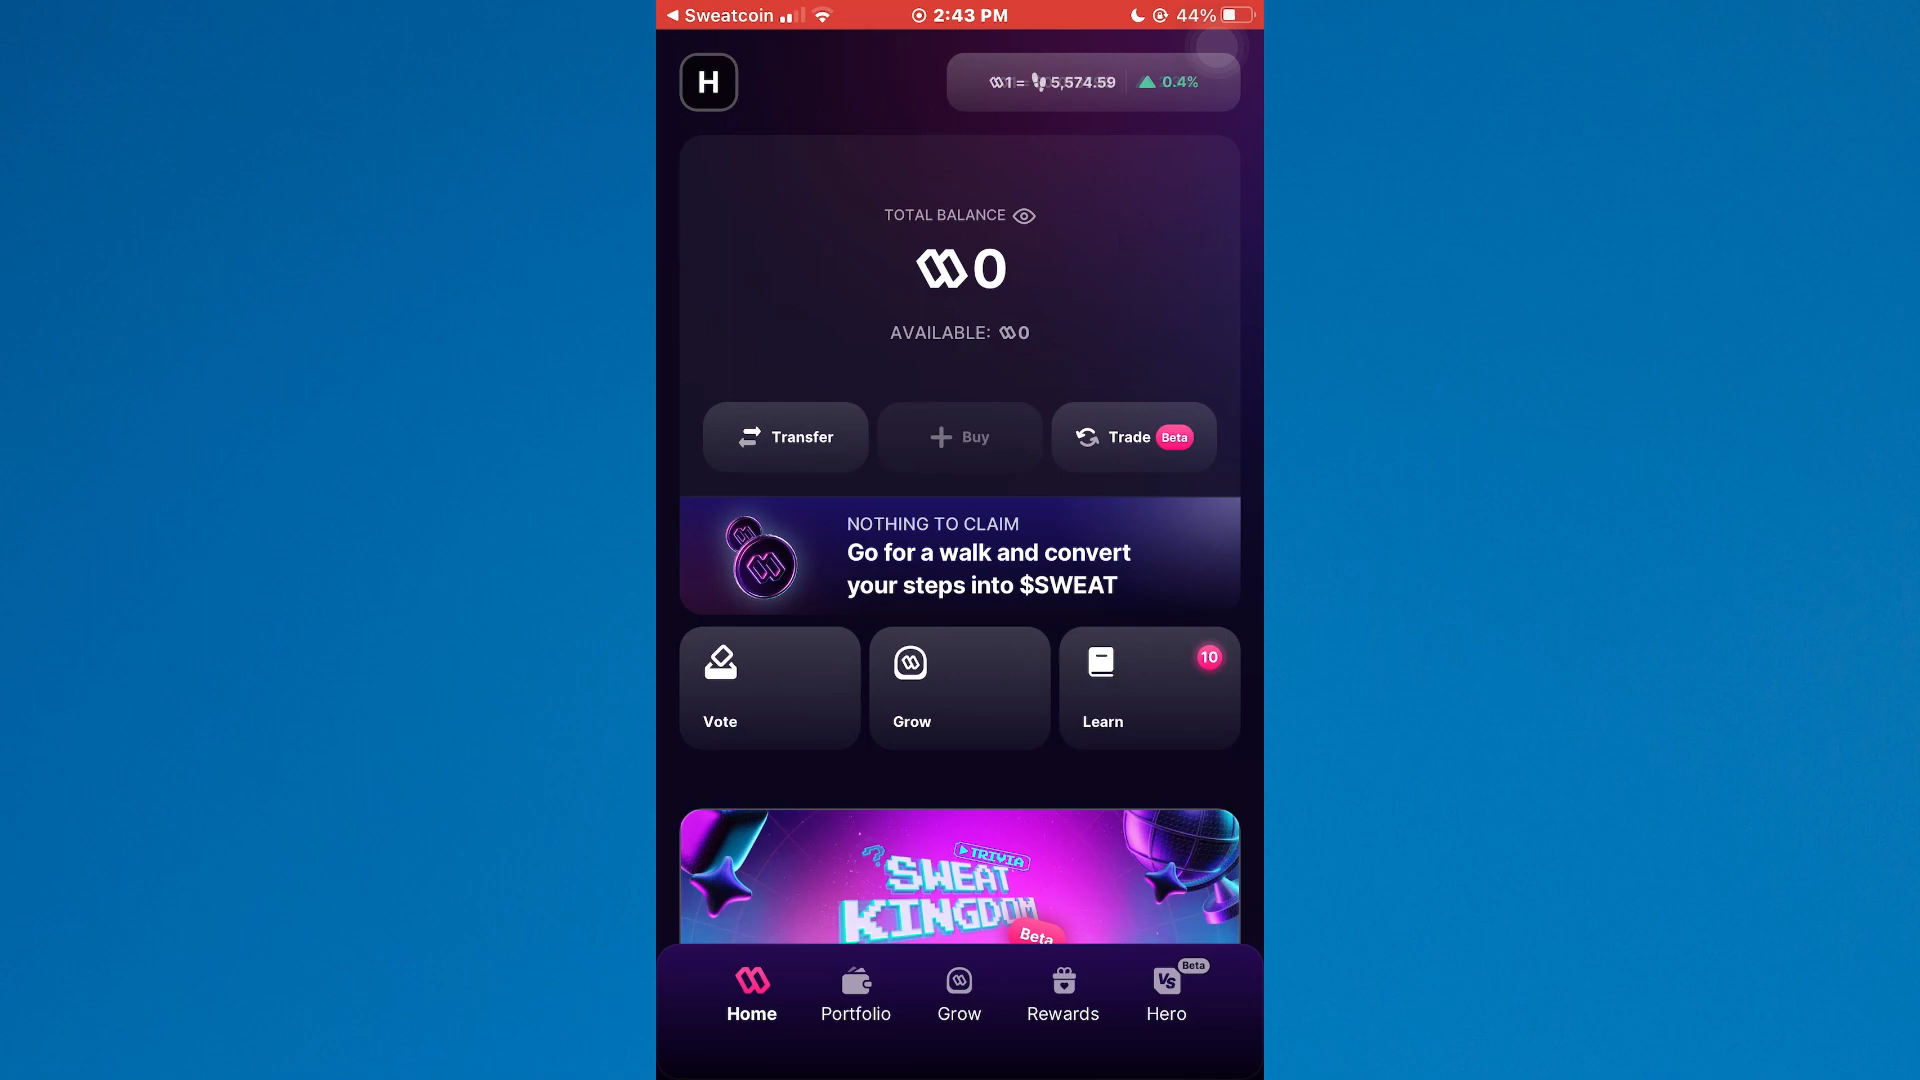 ◀ Sweatcoin
2:43 PM
44%
H
1 = 5,574.59
0.4%
TOTAL BALANCE
0
AVAILABLE: 0
Transfer
Buy
Trade Beta
NOTHING TO CLAIM
Go for a walk and convert
your steps into $SWEAT
10
Vote
Grow
Learn
TRIVIA
SWEAT
KINGDOM
Beta
VS
Beta
Home
Portfolio
Grow
Rewards
Hero